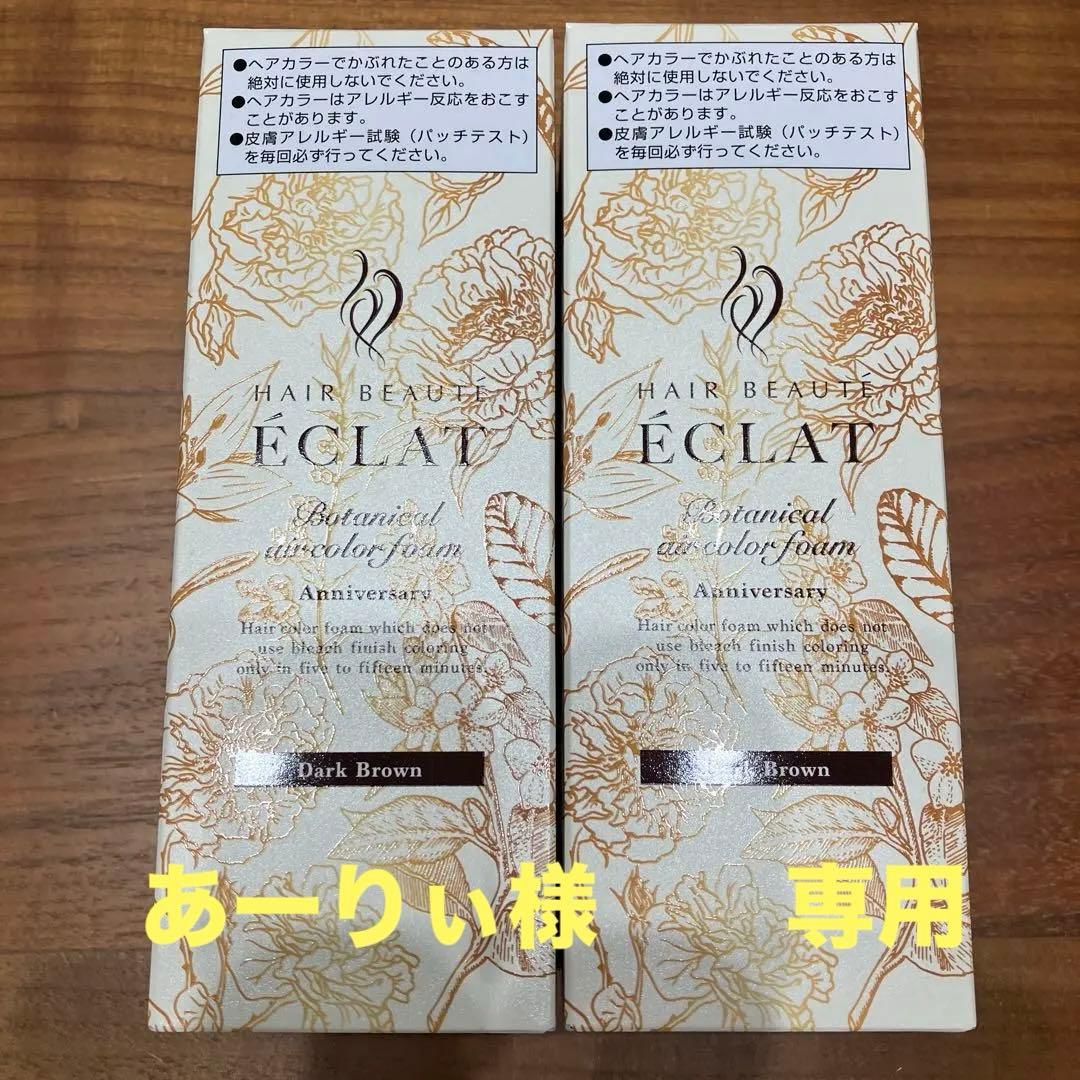 ●ヘアカラーでかぶれたことのある方は
絶対に使用しないでください。
●ヘアカラーはアレルギー反応をおこす
ことがあります。
●皮膚アレルギー試験（パッチテスト）
を毎回必ず行ってください。
HAIR BEAUTÉ
ÉCLAT
Botanical
air color foam
Anniversary
Hair color foam which does not
use bleach finish coloring
only in five to fifteen minutes.
Dark Brown
●ヘアカラーでかぶれたことのある方は
絶対に使用しないでください。
●ヘアカラーはアレルギー反応をおこす
ことがあります。
●皮膚アレルギー試験（パッチテスト）
を毎回必ず行ってください。
HAIR BEAUTÉ
ÉCLAT
Botanical
air color foam
Anniversary
Hair color foam which does not
use bleach finish coloring
only in five to fifteen minutes.
Dark Brown
あーりぃ様 専用